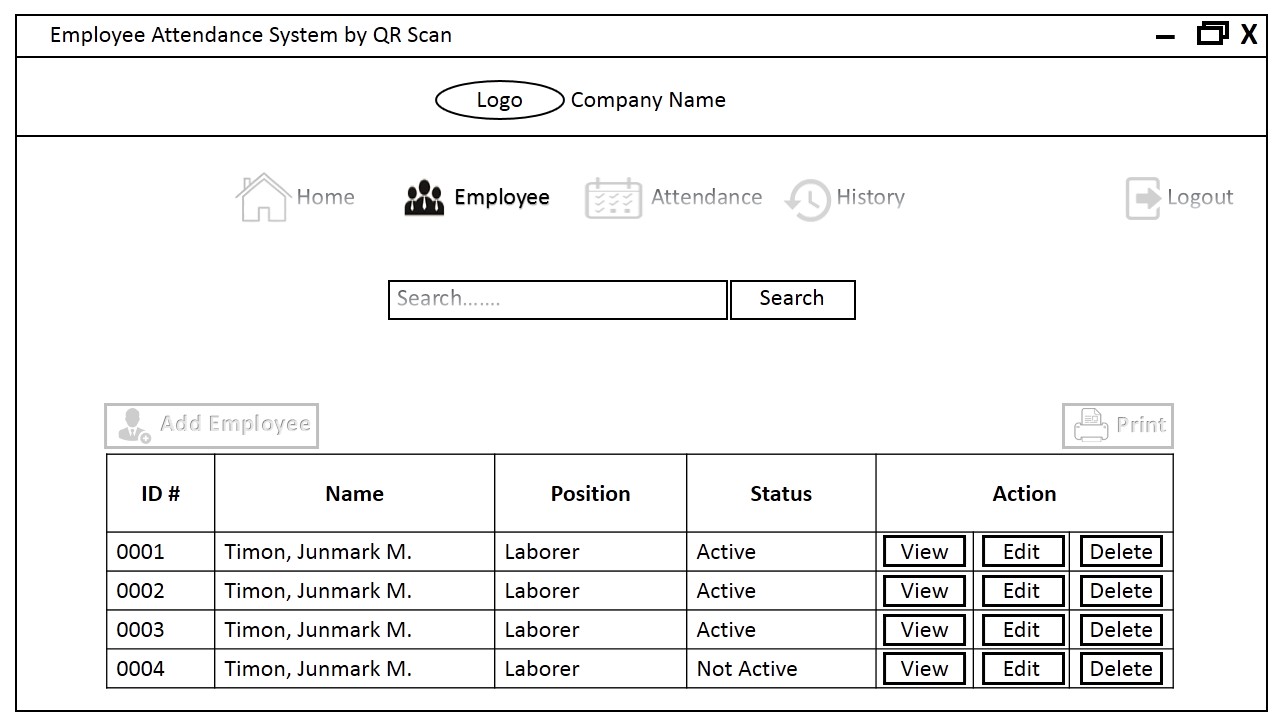 Employee Attendance System by QR Scan X
Logo Company Name
Home Employee Attendance History Logout
Search....... Search
Add Employee Print
ID # Name Position Status Action
0001 Timon, Junmark M. Laborer Active View Edit Delete
0002 Timon, Junmark M. Laborer Active View Edit Delete
0003 Timon, Junmark M. Laborer Active View Edit Delete
0004 Timon, Junmark M. Laborer Not Active View Edit Delete